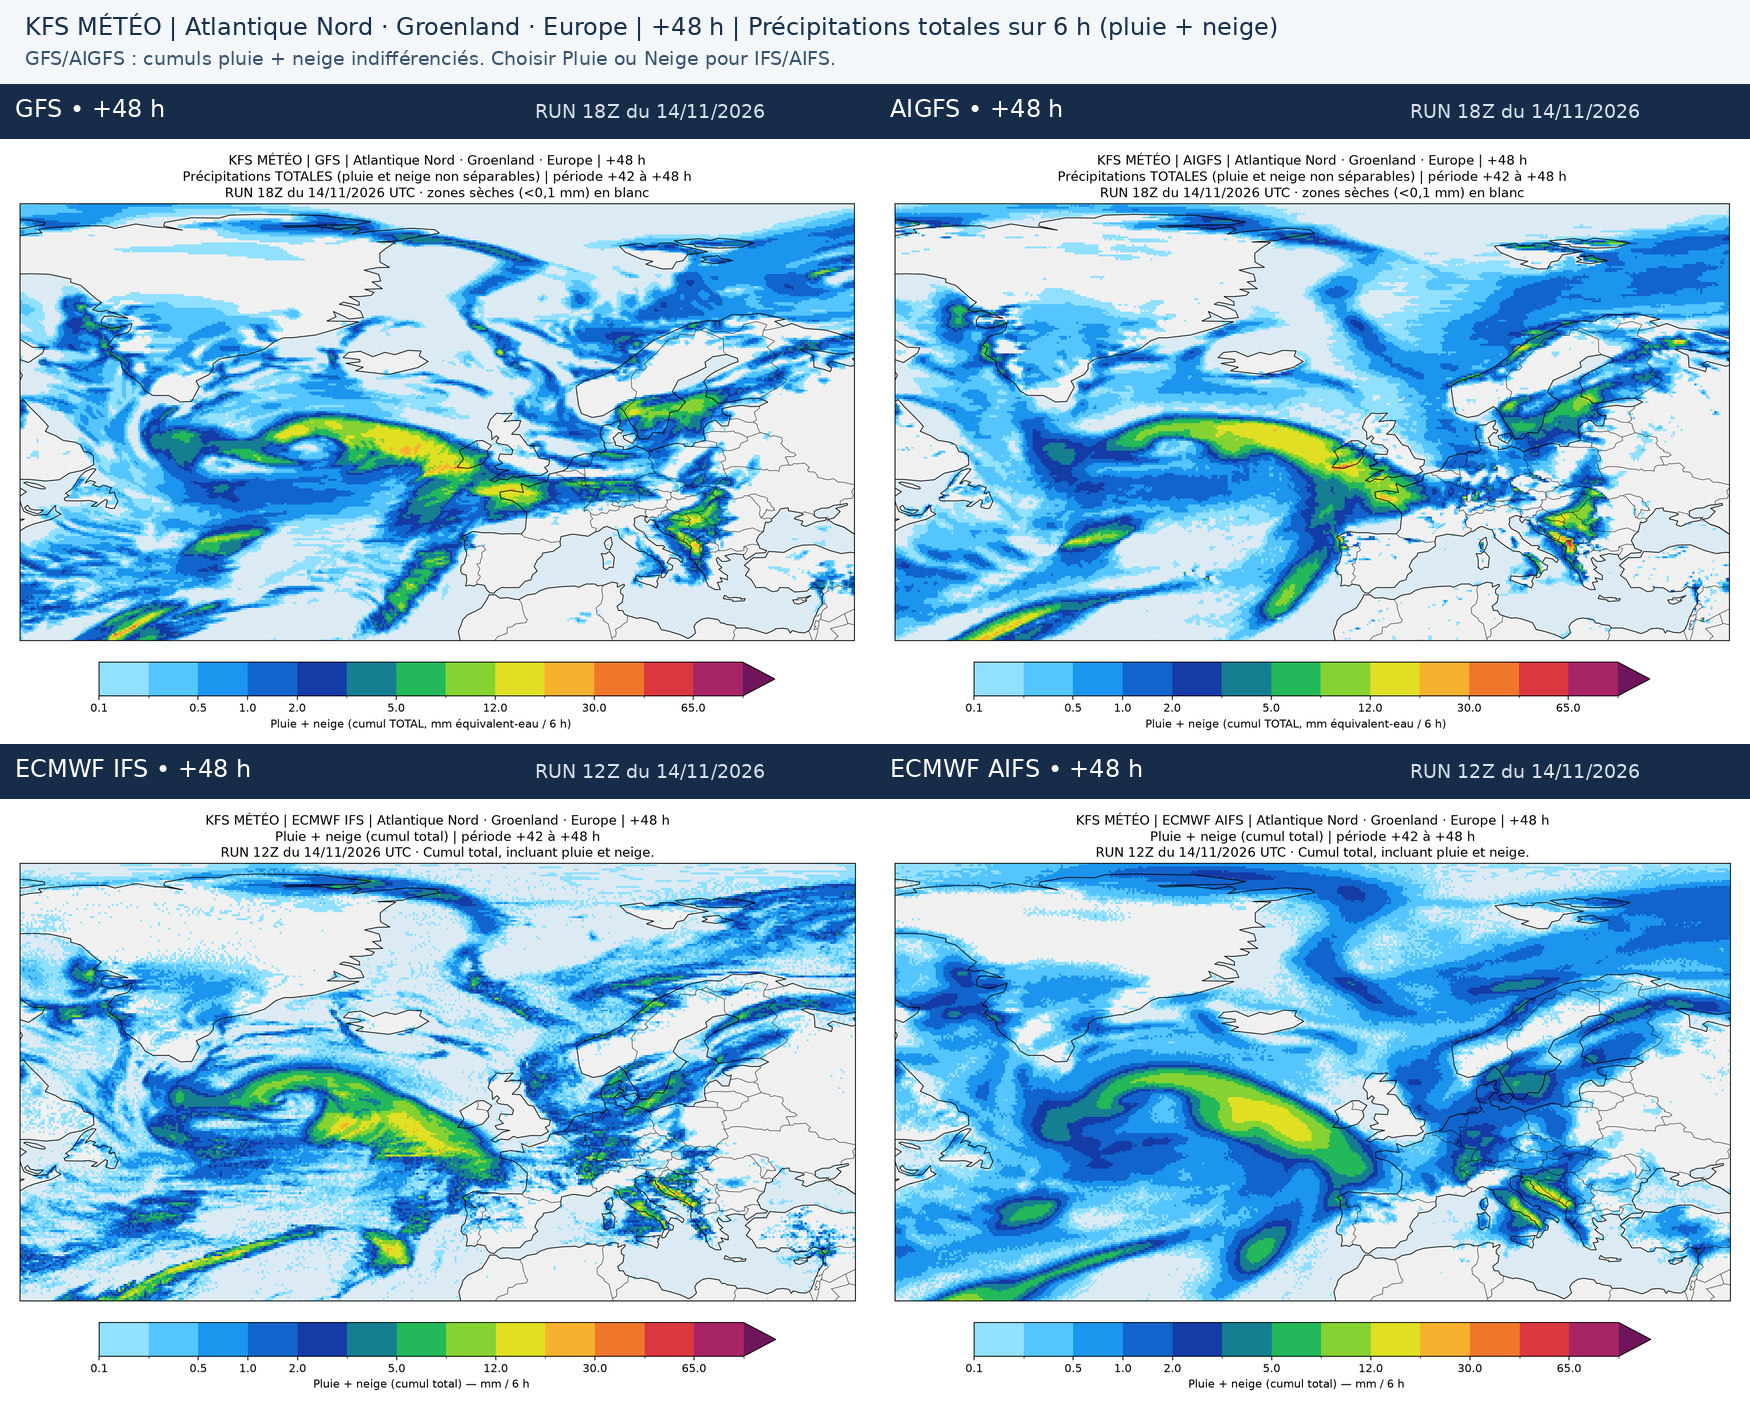 KFS MÉTÉO | Atlantique Nord · Groenland · Europe | +48 h | Précipitations totales sur 6 h (pluie + neige)
GFS/AIGFS : cumuls pluie + neige indifférenciés. Choisir Pluie ou Neige pour IFS/AIFS.
GFS • +48 h RUN 18Z du 14/11/2026
AIGFS • +48 h RUN 18Z du 14/11/2026
KFS MÉTÉO | GFS | Atlantique Nord · Groenland · Europe | +48 h
Précipitations TOTALES (pluie et neige non séparables) | période +42 à +48 h
RUN 18Z du 14/11/2026 UTC · zones sèches (<0,1 mm) en blanc
KFS MÉTÉO | AIGFS | Atlantique Nord · Groenland · Europe | +48 h
Précipitations TOTALES (pluie et neige non séparables) | période +42 à +48 h
RUN 18Z du 14/11/2026 UTC · zones sèches (<0,1 mm) en blanc
0.1 0.5 1.0 2.0 5.0 12.0 30.0 65.0
Pluie + neige (cumul TOTAL, mm équivalent-eau / 6 h)
0.1 0.5 1.0 2.0 5.0 12.0 30.0 65.0
Pluie + neige (cumul TOTAL, mm équivalent-eau / 6 h)
ECMWF IFS • +48 h RUN 12Z du 14/11/2026
ECMWF AIFS • +48 h RUN 12Z du 14/11/2026
KFS MÉTÉO | ECMWF IFS | Atlantique Nord · Groenland · Europe | +48 h
Pluie + neige (cumul total) | période +42 à +48 h
RUN 12Z du 14/11/2026 UTC · Cumul total, incluant pluie et neige.
KFS MÉTÉO | ECMWF AIFS | Atlantique Nord · Groenland · Europe | +48 h
Pluie + neige (cumul total) | période +42 à +48 h
RUN 12Z du 14/11/2026 UTC · Cumul total, incluant pluie et neige.
0.1 0.5 1.0 2.0 5.0 12.0 30.0 65.0
Pluie + neige (cumul total) — mm / 6 h
0.1 0.5 1.0 2.0 5.0 12.0 30.0 65.0
Pluie + neige (cumul total) — mm / 6 h